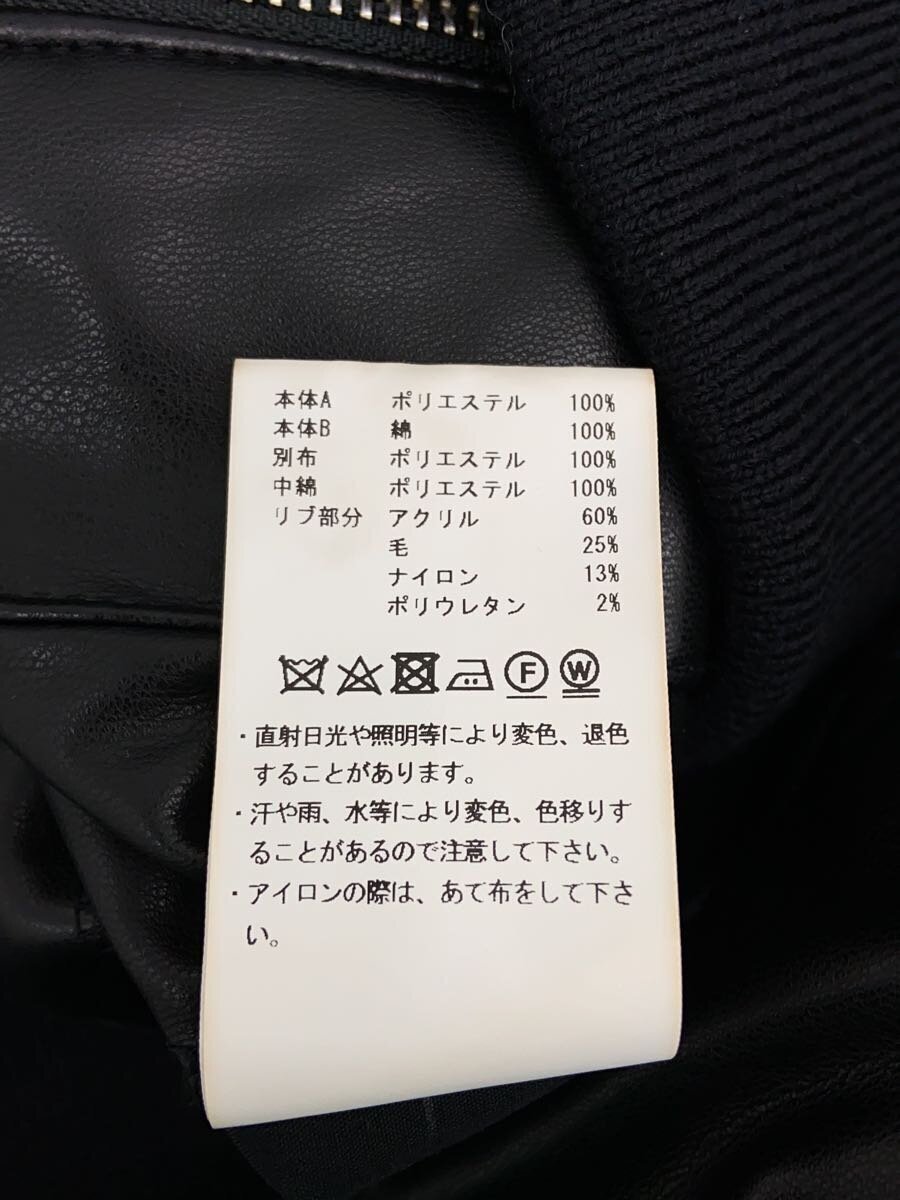 本体A ポリエステル 100%
本体B 綿 100%
別布 ポリエステル 100%
中綿 ポリエステル 100%
リブ部分 アクリル 60%
毛 25%
ナイロン 13%
ポリウレタン 2%
F W
・直射日光や照明等により変色、退色
することがあります。
・汗や雨、水等により変色、色移りす
ることがあるので注意して下さい。
・アイロンの際は、あて布をして下さ
い。